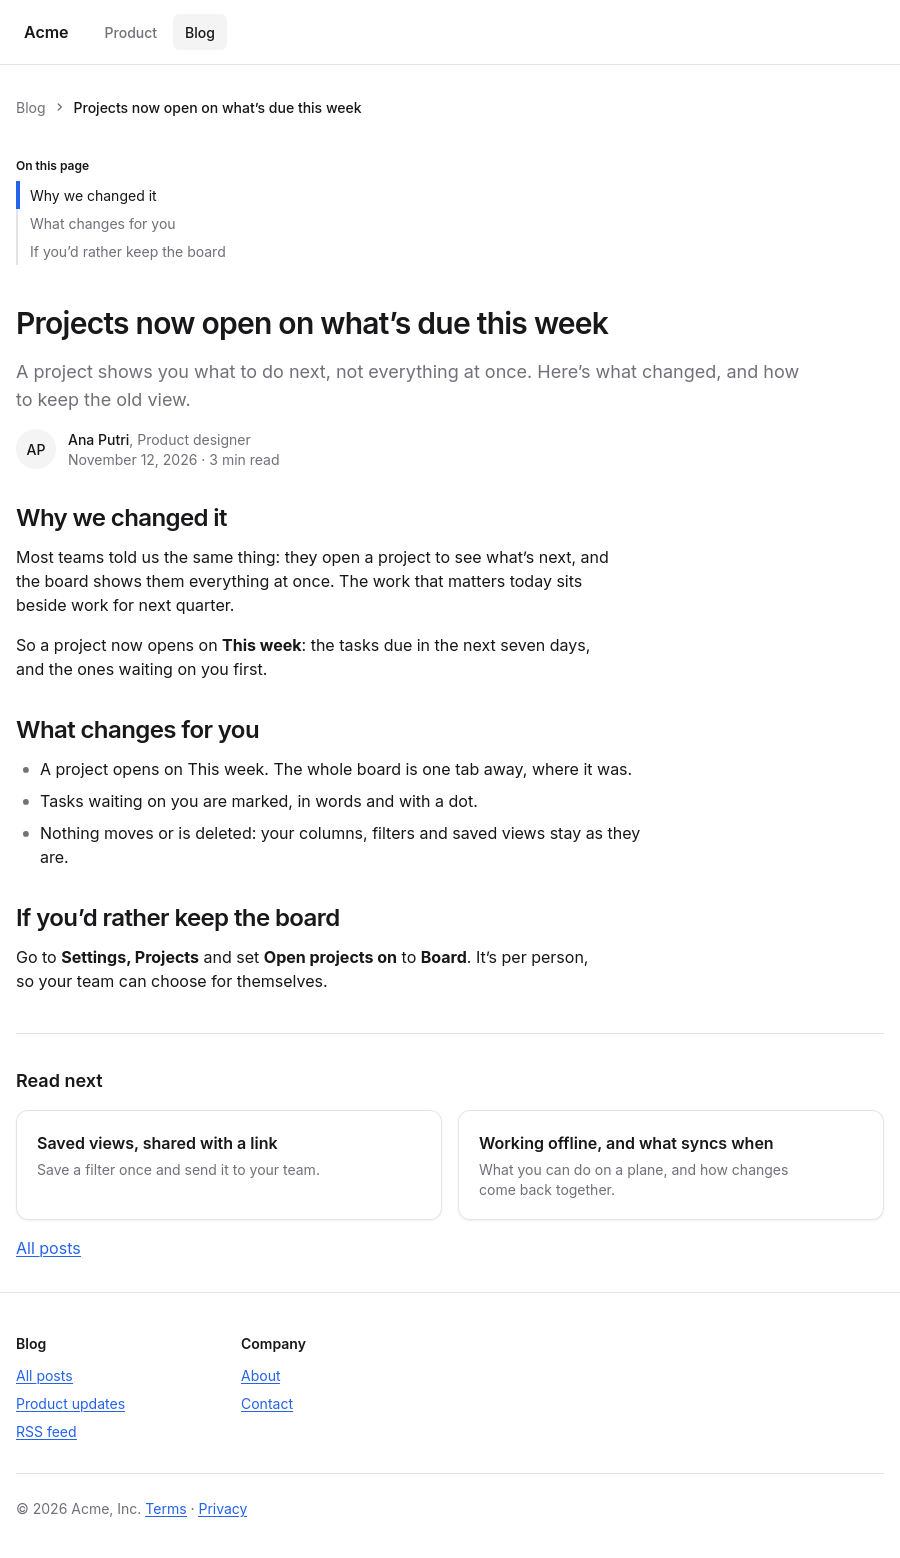 Acme
Product
Blog
Blog
Projects now open on what’s due this week
On this page
Why we changed it
What changes for you
If you’d rather keep the board
Projects now open on what’s due this week
A project shows you what to do next, not everything at once. Here’s what changed, and how
to keep the old view.
AP
Ana Putri, Product designer
November 12, 2026 · 3 min read
Why we changed it
Most teams told us the same thing: they open a project to see what’s next, and
the board shows them everything at once. The work that matters today sits
beside work for next quarter.
So a project now opens on This week: the tasks due in the next seven days,
and the ones waiting on you first.
What changes for you
A project opens on This week. The whole board is one tab away, where it was.
Tasks waiting on you are marked, in words and with a dot.
Nothing moves or is deleted: your columns, filters and saved views stay as they
are.
If you’d rather keep the board
Go to Settings, Projects and set Open projects on to Board. It’s per person,
so your team can choose for themselves.
Read next
Saved views, shared with a link
Save a filter once and send it to your team.
Working offline, and what syncs when
What you can do on a plane, and how changes
come back together.
All posts
Blog
All posts
Product updates
RSS feed
Company
About
Contact
© 2026 Acme, Inc. Terms · Privacy